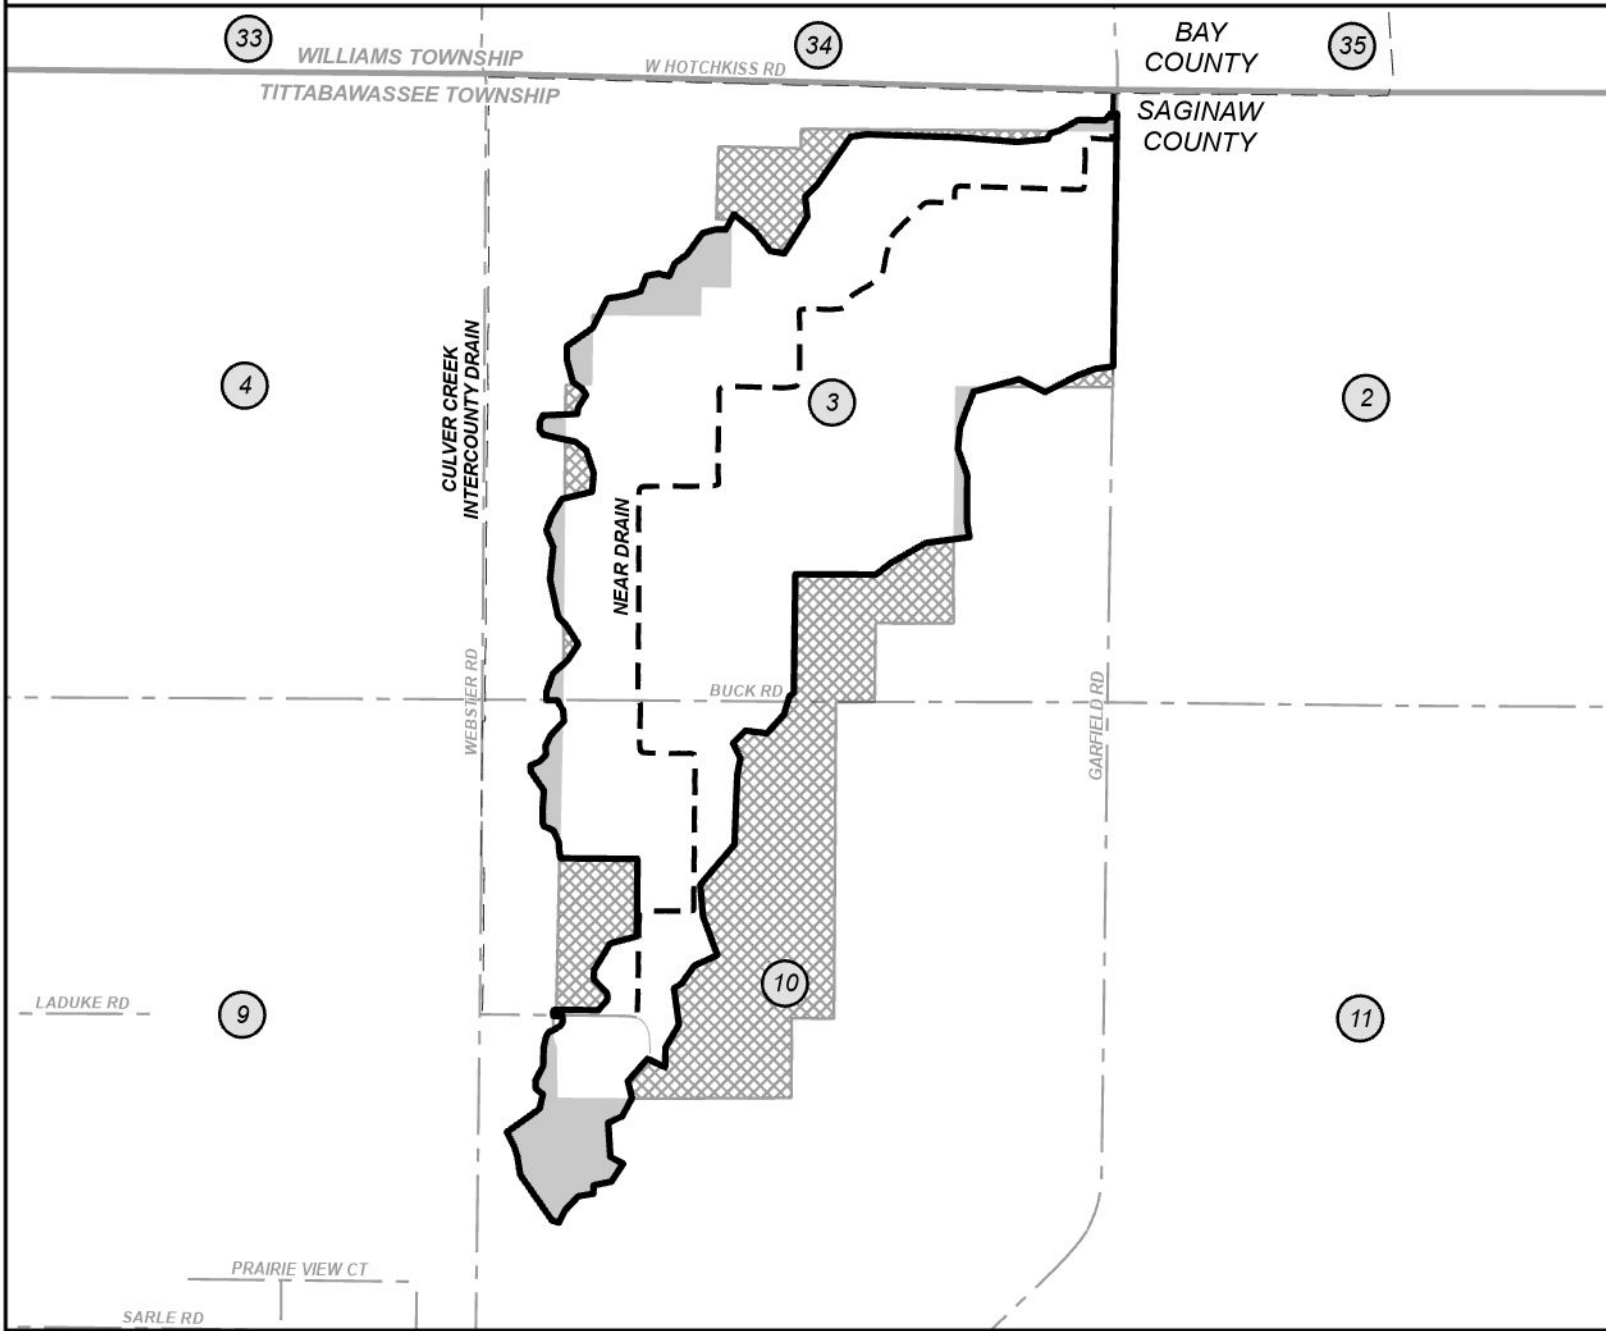 33
34
35
BAY
COUNTY
WILLIAMS TOWNSHIP
W HOTCHKISS RD
TITTABAWASSEE TOWNSHIP
SAGINAW
COUNTY
4
CULVER CREEK
INTERCOUNTY DRAIN
3
2
NEAR DRAIN
WEBSTER RD
BUCK RD
GARFIELD RD
LADUKE RD
9
10
11
PRAIRIE VIEW CT
SARLE RD